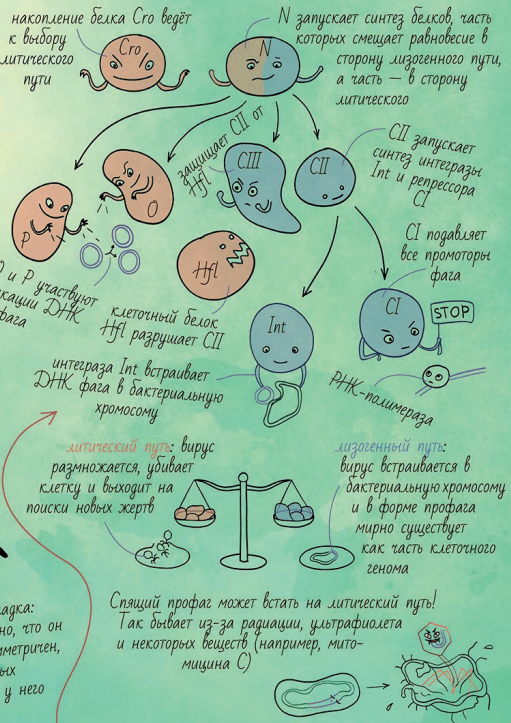 накопление белка Cro ведёт
к выбору
литического
пути
Cro
N
N запускает синтез белков, часть
которых смещает равновесие в
сторону лизогенного пути,
а часть — в сторону
литического
защищает CII от
Hfl
CIII
CII
CII запускает
синтез интегразы
Int и репрессора
CI
P
O
Hfl
CI подавляет
все промоторы
фага
CI
STOP
Int
и P участвуют
ДНК
фага
клеточный белок
Hfl разрушает CII
интеграза Int встраивает
ДНК фага в бактериальную
хромосому
РНК-полимераза
литический путь: вирус
размножается, убивает
клетку и выходит на
поиски новых жертв
лизогенный путь:
вирус встраивается в
бактериальную хромосому
и в форме профага
мирно существует
как часть клеточного
генома
Спящий профаг может встать на литический путь!
Так бывает из-за радиации, ультрафиолета
и некоторых веществ (например, мито-
мицина С)
что он
у него